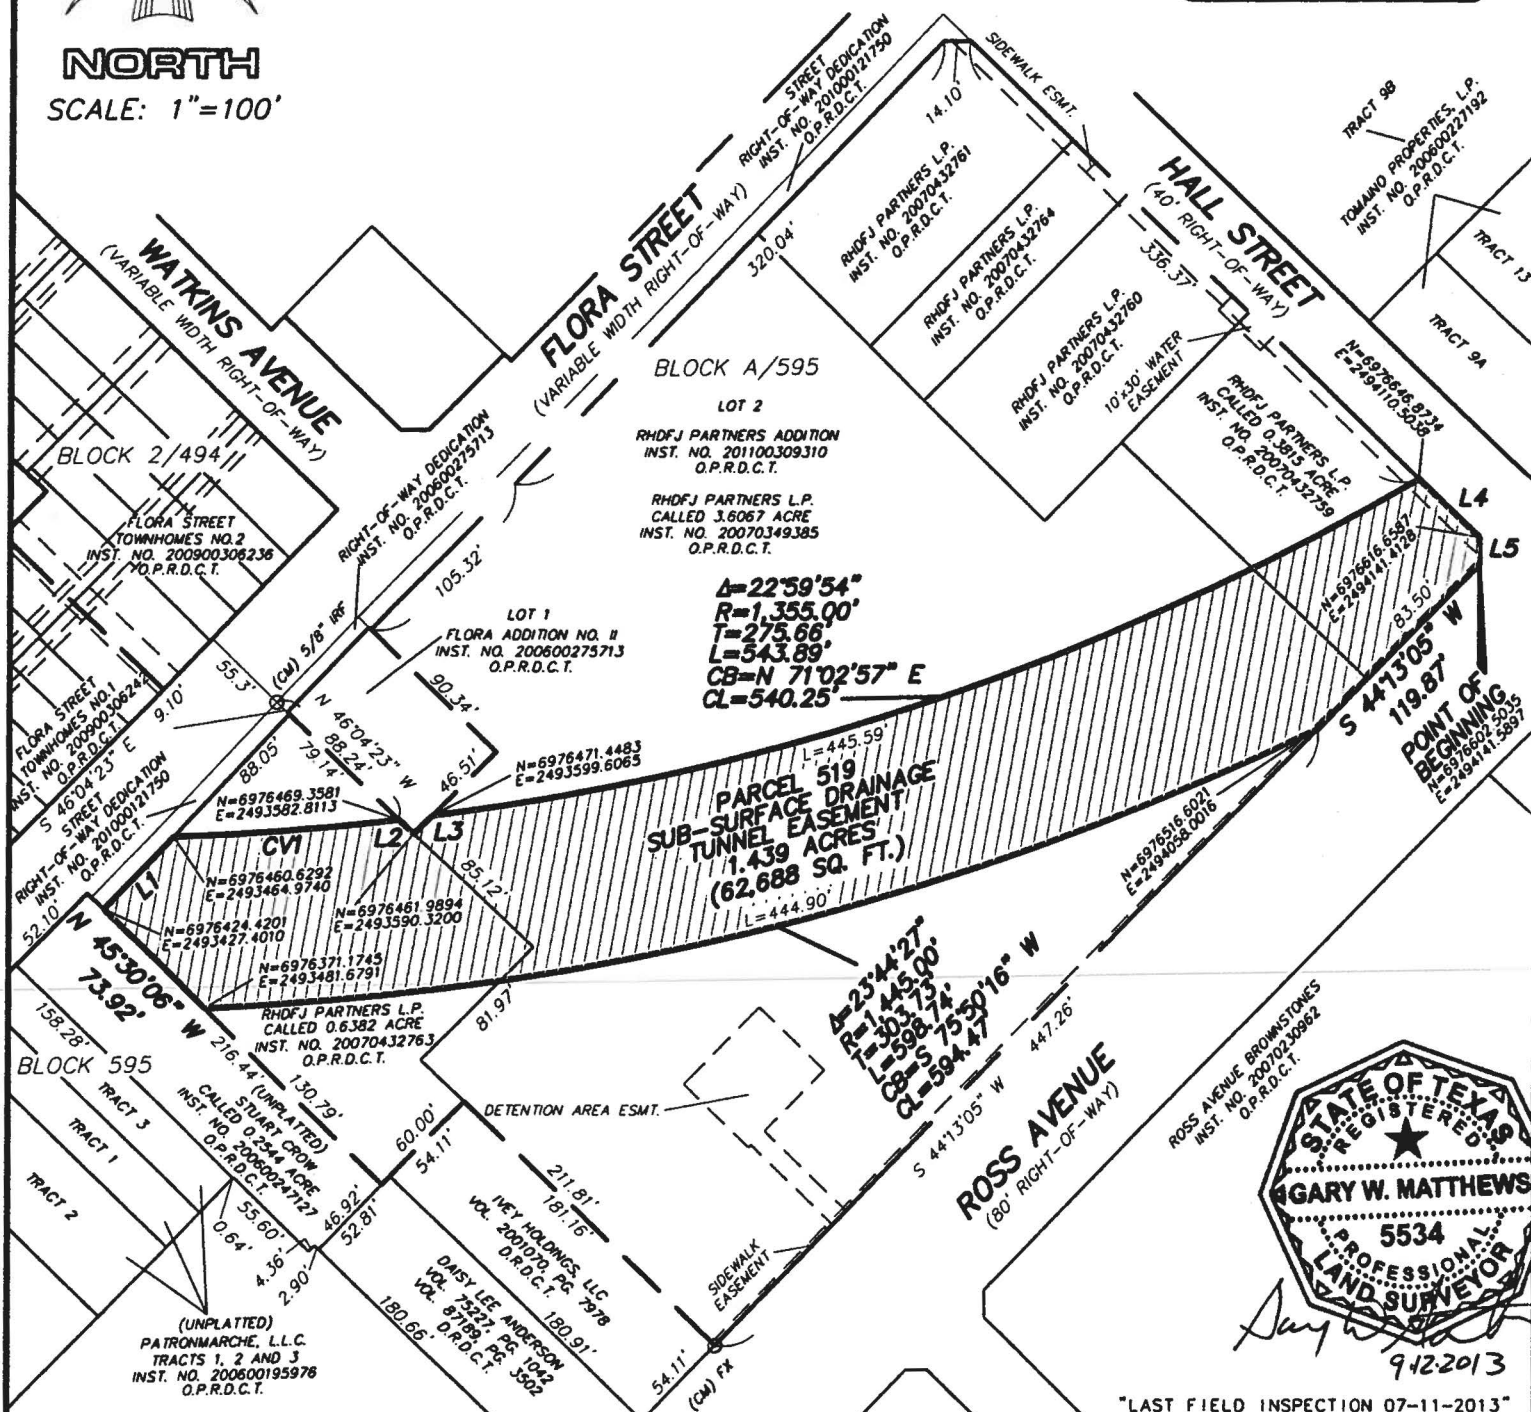 NORTH
SCALE: 1"=100'
STREET
RIGHT-OF-WAY DEDICATION
INST. NO. 201000121750
O.P.R.D.C.T.
SIDEWALK ESMT.
14.10'
TRACT 9B
TOMAINO PROPERTIES, L.P.
INST. NO. 200600227192
O.P.R.D.C.T.
TRACT 13
TRACT 9A
HALL STREET
(40' RIGHT-OF-WAY)
336.37'
WATKINS AVENUE
(VARIABLE WIDTH RIGHT-OF-WAY)
FLORA STREET
(VARIABLE WIDTH RIGHT-OF-WAY)
320.04'
RHDFJ PARTNERS L.P.
INST. NO. 20070432761
O.P.R.D.C.T.
RHDFJ PARTNERS L.P.
INST. NO. 20070432764
O.P.R.D.C.T.
RHDFJ PARTNERS L.P.
INST. NO. 20070432760
O.P.R.D.C.T.
10'x30' WATER
EASEMENT
RHDFJ PARTNERS L.P.
CALLED 0.3815 ACRE
INST. NO. 20070432759
O.P.R.D.C.T.
N=6976646.8734
E=2494110.5038
BLOCK A/595
LOT 2
RHDFJ PARTNERS ADDITION
INST. NO. 201100309310
O.P.R.D.C.T.
RHDFJ PARTNERS L.P.
CALLED 3.6067 ACRE
INST. NO. 20070349385
O.P.R.D.C.T.
BLOCK 2/494
FLORA STREET
TOWNHOMES NO.2
INST. NO. 200900306236
O.P.R.D.C.T.
RIGHT-OF-WAY DEDICATION
INST. NO. 200600275713
O.P.R.D.C.T.
105.32'
LOT 1
FLORA ADDITION NO. II
INST. NO. 200600275713
O.P.R.D.C.T.
Δ=22°59'54"
R=1,355.00'
T=275.66'
L=543.89'
CB=N 71°02'57" E
CL=540.25'
L4
L5
N=6976616.6587
E=2494141.4128
83.50'
S 44°13'05" W
119.87'
POINT OF
BEGINNING
N=6976602.5035
E=2494141.5897
(CM) 5/8" IRF
55.3'
9.10'
FLORA STREET
TOWNHOMES NO.1
INST. NO. 200900306242
O.P.R.D.C.T.
S 46°04'23" E
STREET
RIGHT-OF-WAY DEDICATION
INST. NO. 201000121750
O.P.R.D.C.T.
88.05'
N 46°04'23" W
88.24'
79.14'
90.34'
46.51'
N=6976471.4483
E=2493599.6065
N=6976469.3581
E=2493582.8113
CV1
L2
L3
L1
L=445.59'
PARCEL 519
SUB-SURFACE DRAINAGE
TUNNEL EASEMENT
1.439 ACRES
(62,688 SQ. FT.)
L=444.90'
N=6976516.6021
E=2494058.0016
N=6976460.6292
E=2493464.9740
N=6976461.9894
E=2493590.3200
85.12'
N=6976424.4201
E=2493427.4010
52.10'
N 45°30'06" W
73.92'
N=6976371.1745
E=2493481.6791
RHDFJ PARTNERS L.P.
CALLED 0.6382 ACRE
INST. NO. 20070432763
O.P.R.D.C.T.
81.97'
Δ=23°44'27"
R=1,445.00'
T=303.73'
L=598.74'
CB=S 75°50'16" W
CL=594.47'
447.26'
S 44°13'05" W
ROSS AVENUE
(80' RIGHT-OF-WAY)
ROSS AVENUE BROWNSTONES
INST. NO. 20070230962
O.P.R.D.C.T.
158.28'
BLOCK 595
TRACT 3
TRACT 1
TRACT 2
216.44'
130.79'
(UNPLATTED)
STUART CROW
CALLED 0.2544 ACRE
INST. NO. 200600247127
O.P.R.D.C.T.
DETENTION AREA ESMT.
60.00'
54.11'
46.92'
52.81'
55.60'
0.64'
4.36'
2.90'
211.81'
181.16'
IVEY HOLDINGS, LLC
VOL. 2001070, PG. 7978
D.R.D.C.T.
180.91'
DAISY LEE ANDERSON
VOL. 75227, PG. 1042
VOL. 87189, PG. 3502
D.R.D.C.T.
180.66'
SIDEWALK
EASEMENT
54.11'
(CM) FX
(UNPLATTED)
PATRONMARCHE, L.L.C.
TRACTS 1, 2 AND 3
INST. NO. 200600195976
O.P.R.D.C.T.
STATE OF TEXAS
REGISTERED
GARY W. MATTHEWS
5534
PROFESSIONAL
LAND SURVEYOR
9-12-2013
"LAST FIELD INSPECTION 07-11-2013"